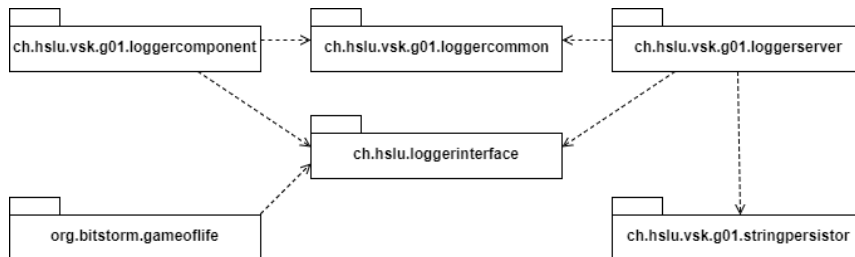 ch.hslu.vsk.g01.loggercomponent
ch.hslu.vsk.g01.loggercommon
ch.hslu.vsk.g01.loggerserver
ch.hslu.loggerinterface
org.bitstorm.gameoflife
ch.hslu.vsk.g01.stringpersistor